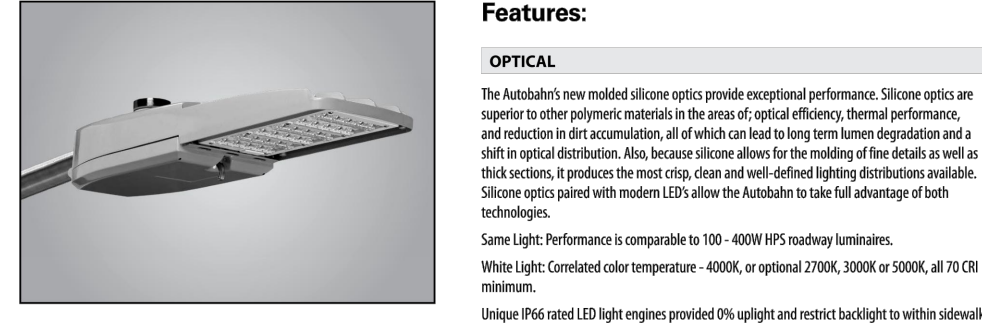 Features:
OPTICAL
The Autobahn's new molded silicone optics provide exceptional performance. Silicone optics are
superior to other polymeric materials in the areas of; optical efficiency, thermal performance,
and reduction in dirt accumulation, all of which can lead to long term lumen degradation and a
shift in optical distribution. Also, because silicone allows for the molding of fine details as well as
thick sections, it produces the most crisp, clean and well-defined lighting distributions available.
Silicone optics paired with modern LED's allow the Autobahn to take full advantage of both
technologies.
Same Light: Performance is comparable to 100 - 400W HPS roadway luminaires.
White Light: Correlated color temperature - 4000K, or optional 2700K, 3000K or 5000K, all 70 CRI
minimum.
Unique IP66 rated LED light engines provided 0% uplight and restrict backlight to within sidewalk